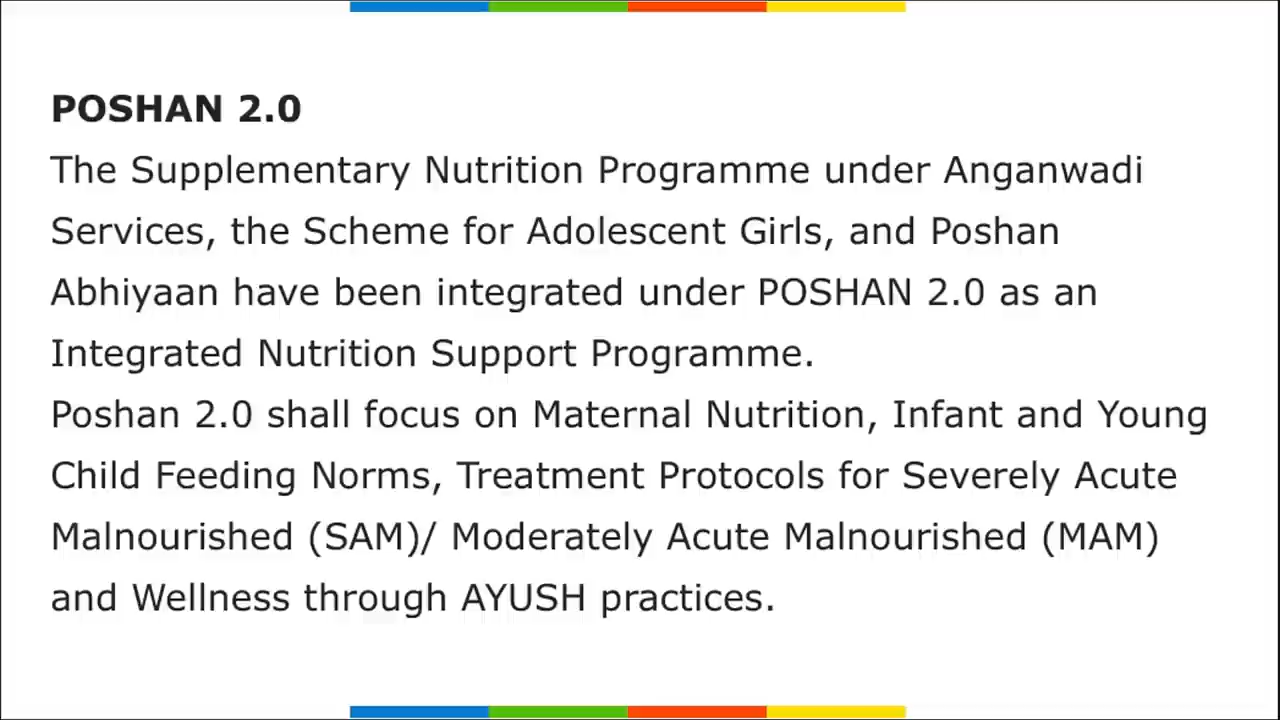 POSHAN 2.0
The Supplementary Nutrition Programme under Anganwadi
Services, the Scheme for Adolescent Girls, and Poshan
Abhiyaan have been integrated under POSHAN 2.0 as an
Integrated Nutrition Support Programme.
Poshan 2.0 shall focus on Maternal Nutrition, Infant and Young
Child Feeding Norms, Treatment Protocols for Severely Acute
Malnourished (SAM)/ Moderately Acute Malnourished (MAM)
and Wellness through AYUSH practices.